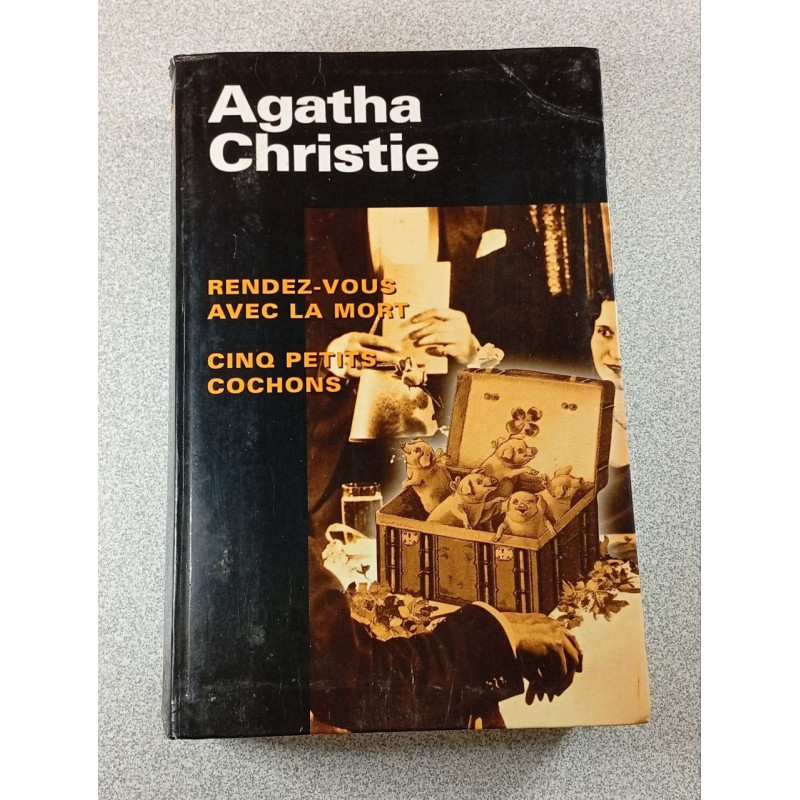 Agatha
Christie
RENDEZ-VOUS
AVEC LA MORT
CINQ PETITS
COCHONS